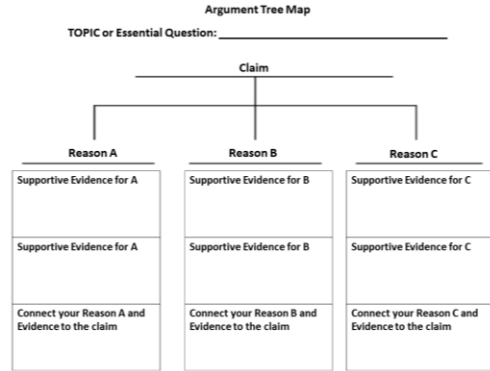 Argument Tree Map
TOPIC or Essential Question:
Claim
Reason A
Reason B
Reason C
Supportive Evidence for A
Supportive Evidence for B
Supportive Evidence for C
Supportive Evidence for A
Supportive Evidence for B
Supportive Evidence for C
Connect your Reason A and
Evidence to the claim
Connect your Reason B and
Evidence to the claim
Connect your Reason C and
Evidence to the claim